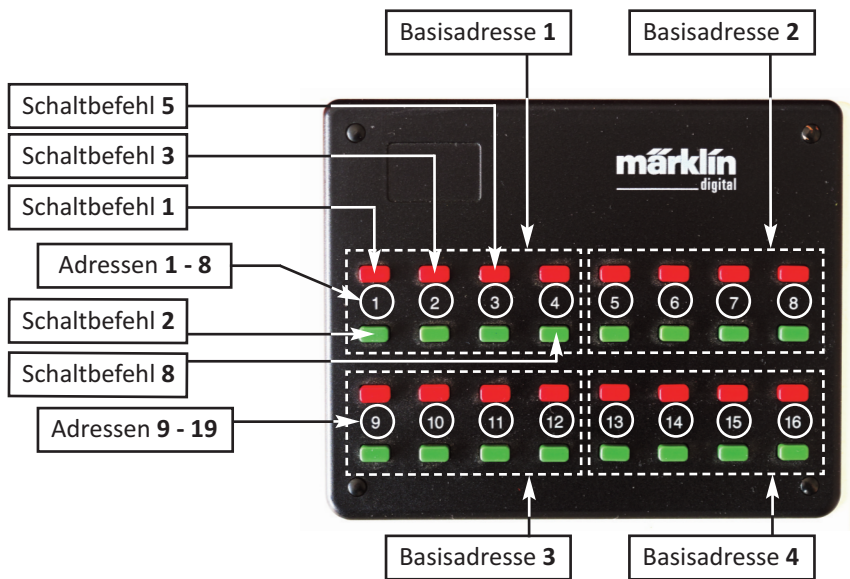 Basisadresse 1
Basisadresse 2
Schaltbefehl 5
Schaltbefehl 3
Schaltbefehl 1
Adressen 1 - 8
Schaltbefehl 2
Schaltbefehl 8
Adressen 9 - 19
märklín
digital
1 2 3 4 5 6 7 8
9 10 11 12 13 14 15 16
Basisadresse 3
Basisadresse 4